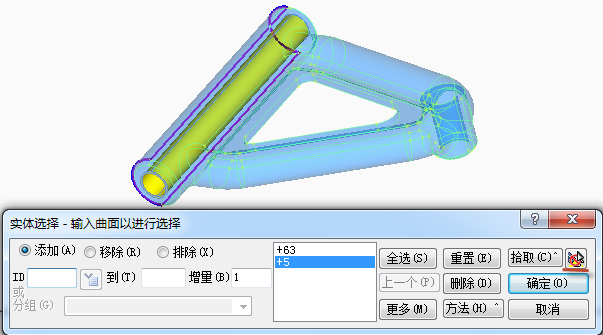 实体选择 - 输入曲面以进行选择
添加(A) 移除(R) 排除(X)
ID 到(T) 增量(B) 1
或
分组(G)
+63
+5
全选(S) 重置(E) 拾取(C)^
上一个(P) 删除(D) 确定(O)
更多(M) 方法(H) ^ 取消